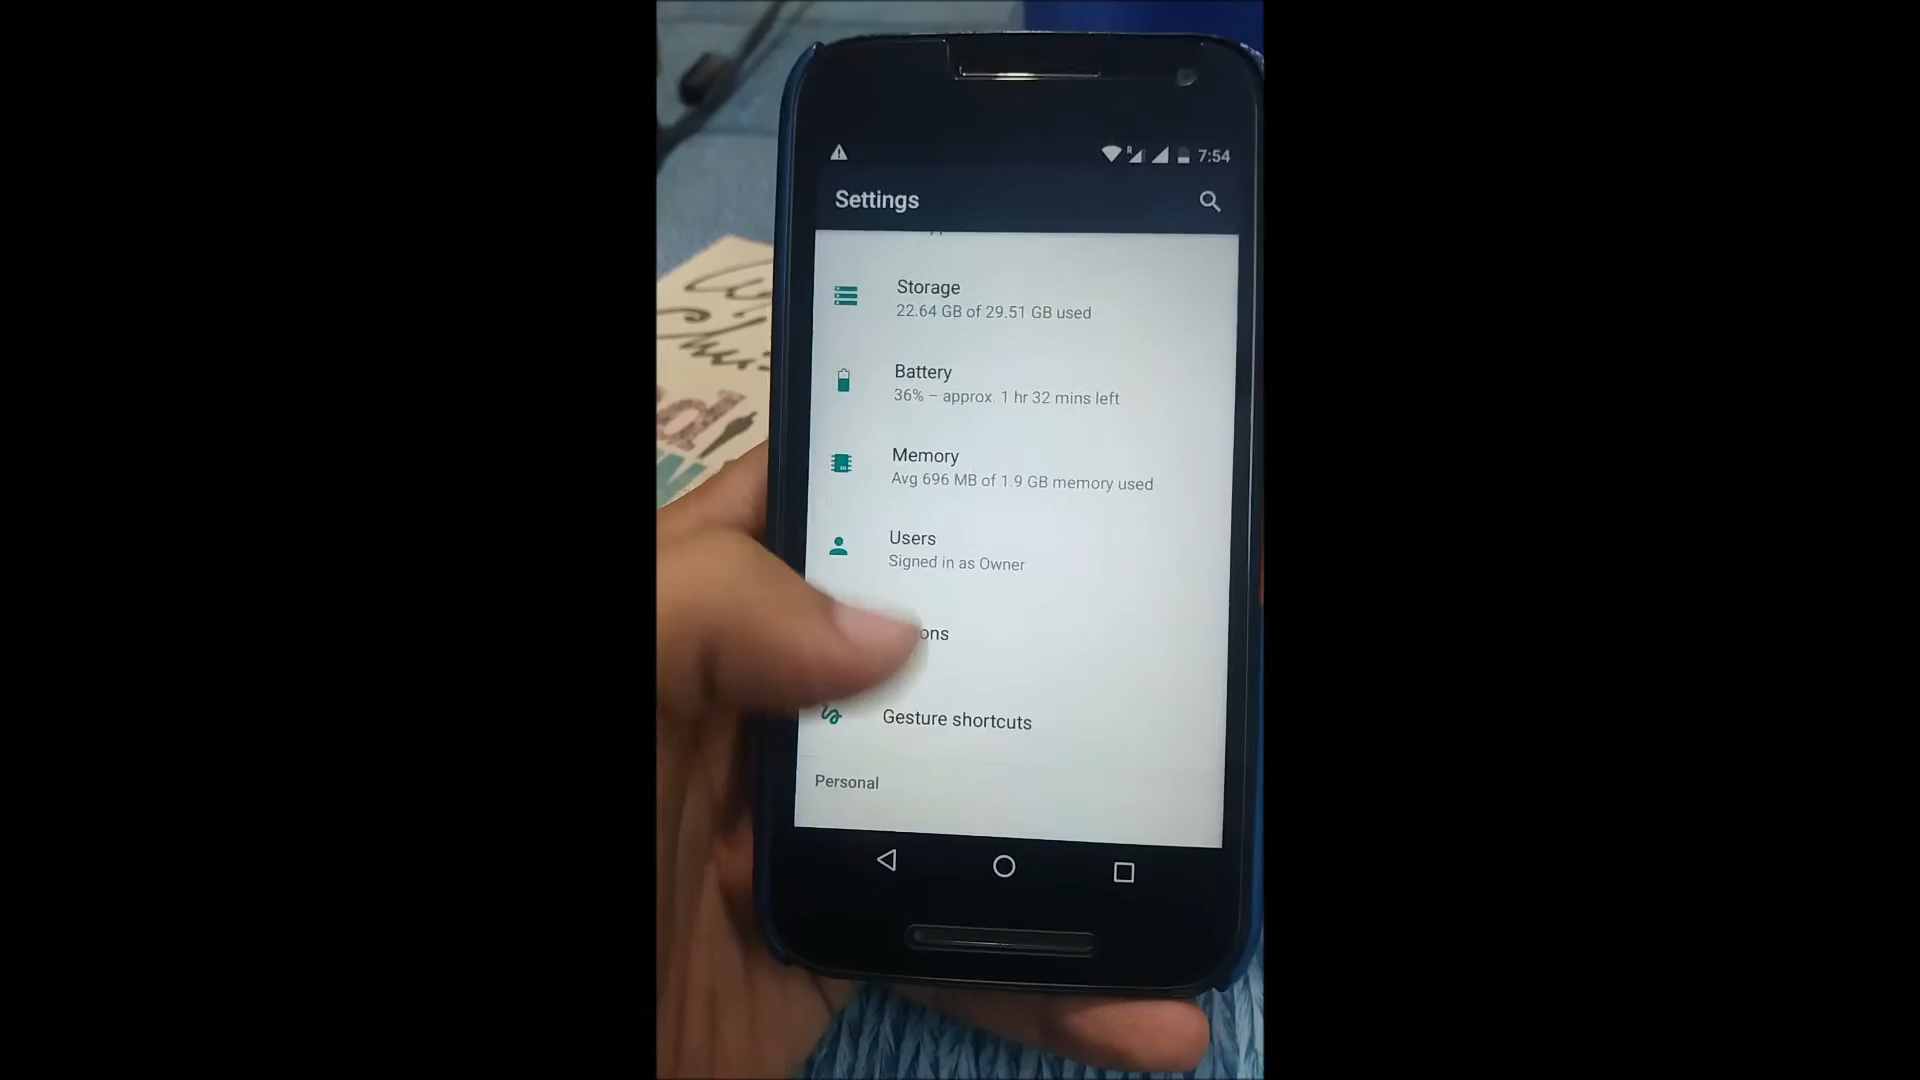 7:54
Settings
Storage
22.64 GB of 29.51 GB used
Battery
36% – approx. 1 hr 32 mins left
Memory
Avg 696 MB of 1.9 GB memory used
Users
Signed in as Owner
Gesture shortcuts
Personal